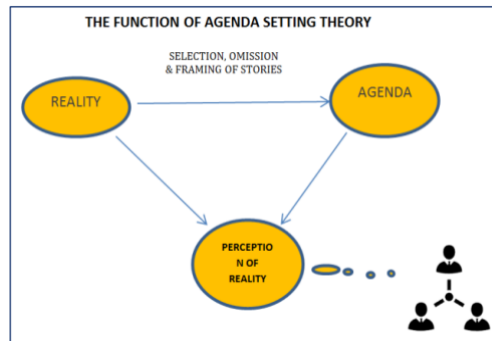 THE FUNCTION OF AGENDA SETTING THEORY
SELECTION, OMISSION
& FRAMING OF STORIES
REALITY
AGENDA
PERCEPTIO
N OF
REALITY